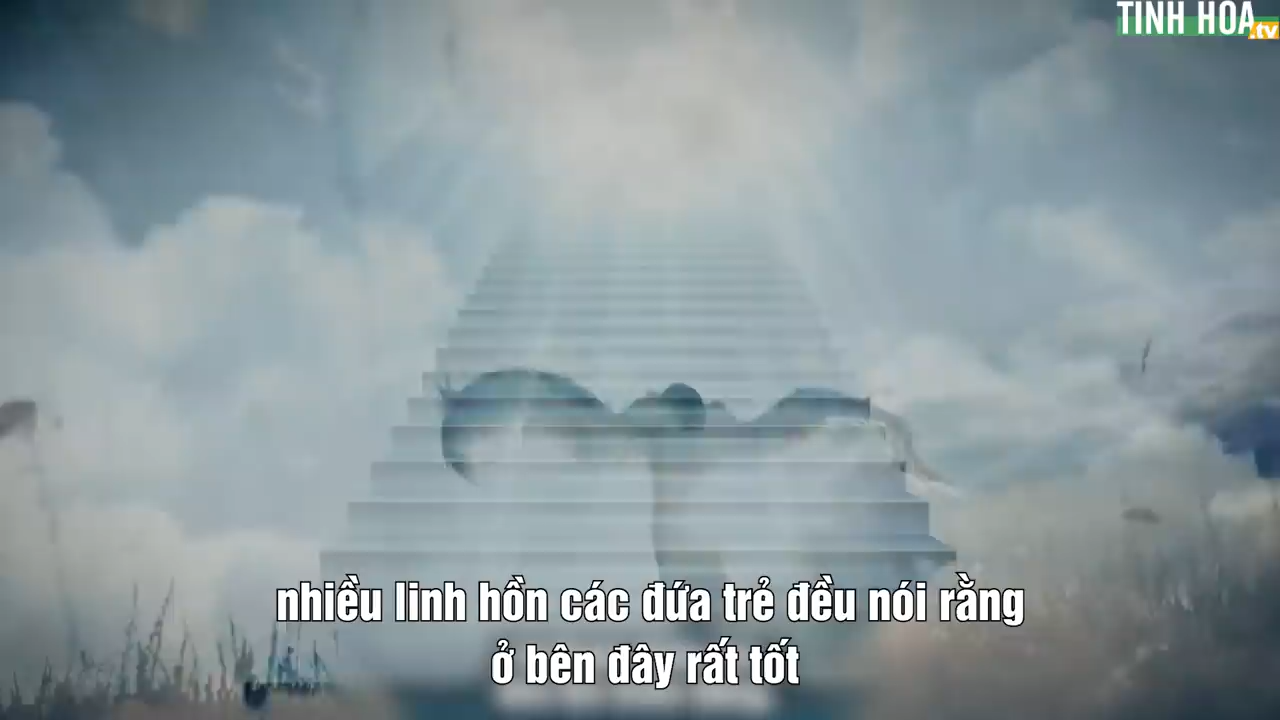 TINH HOA
.tv
nhiều linh hồn các đứa trẻ đều nói rằng
ở bên đây rất tốt